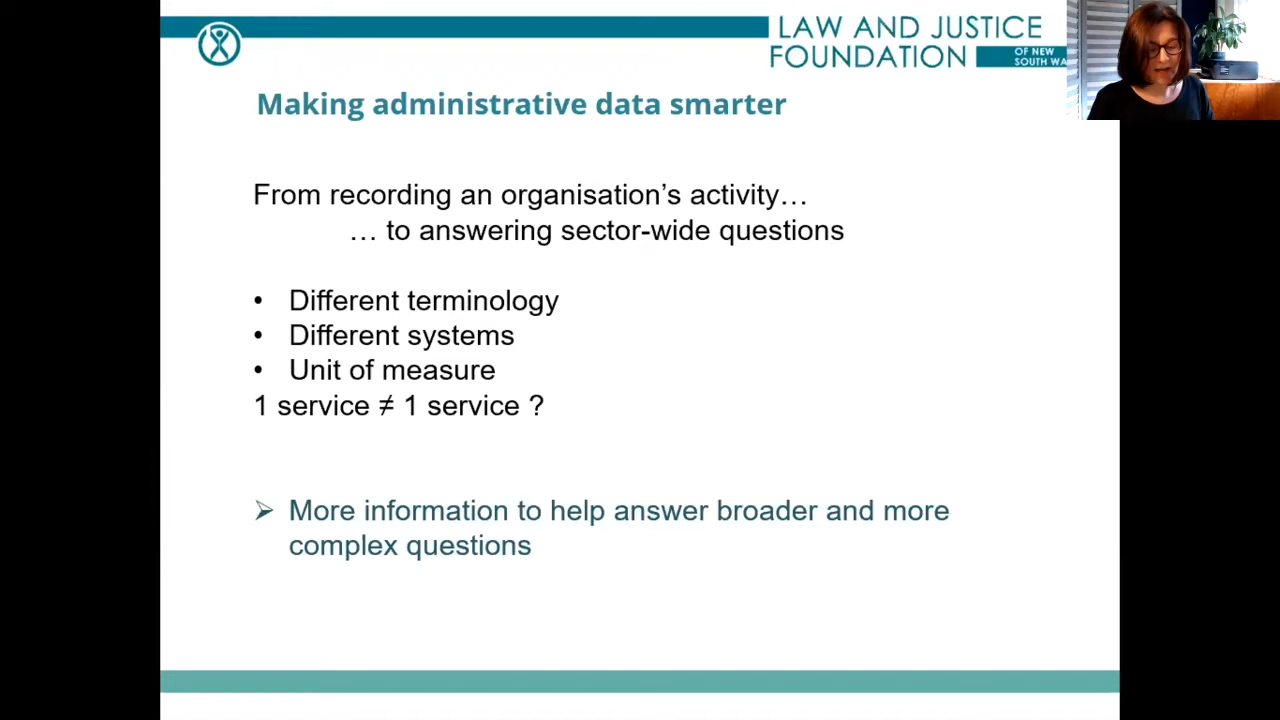 LAW AND JUSTICE
FOUNDATION
OF NEW
SOUTH WA
Making administrative data smarter
From recording an organisation’s activity…
… to answering sector-wide questions
• Different terminology
• Different systems
• Unit of measure
1 service ≠ 1 service ?
➢ More information to help answer broader and more
complex questions